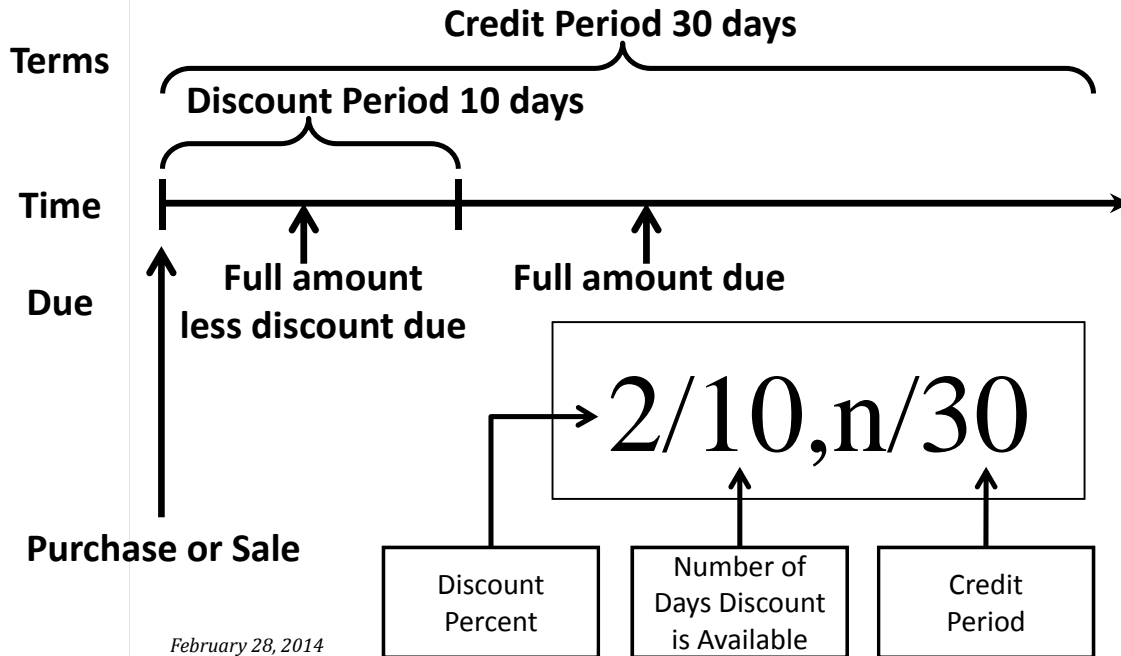 Credit Period 30 days
Terms
Discount Period 10 days
Time
Due
Full amount
less discount due
Full amount due
2/10,n/30
Purchase or Sale
Discount
Percent
Number of
Days Discount
is Available
Credit
Period
February 28, 2014